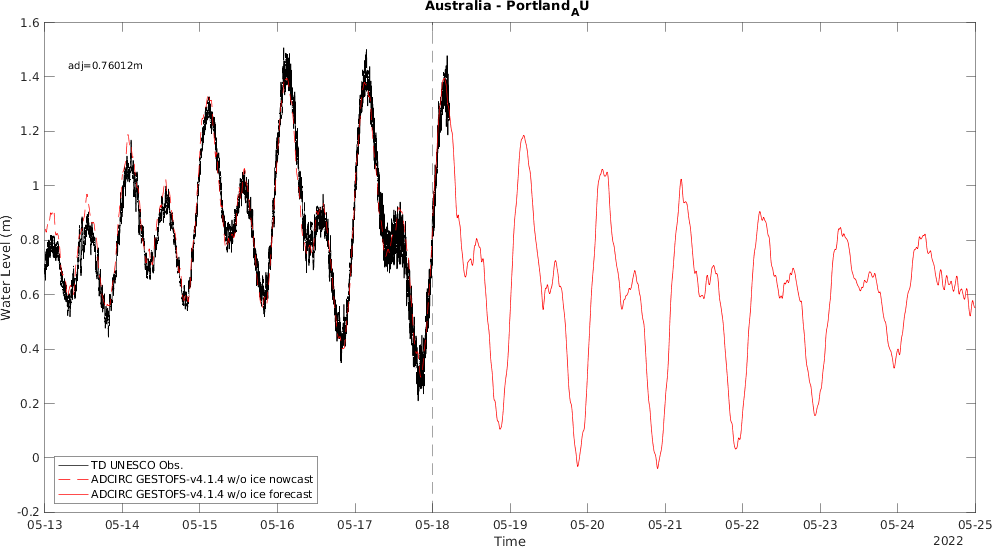 Australia - Portland_AU
1.6
1.4
1.2
1
0.8
0.6
0.4
0.2
0
-0.2
Water Level (m)
adj=0.76012m
TD UNESCO Obs.
ADCIRC GESTOFS-v4.1.4 w/o ice nowcast
ADCIRC GESTOFS-v4.1.4 w/o ice forecast
05-13 05-14 05-15 05-16 05-17 05-18 05-19 05-20 05-21 05-22 05-23 05-24 05-25
Time
2022